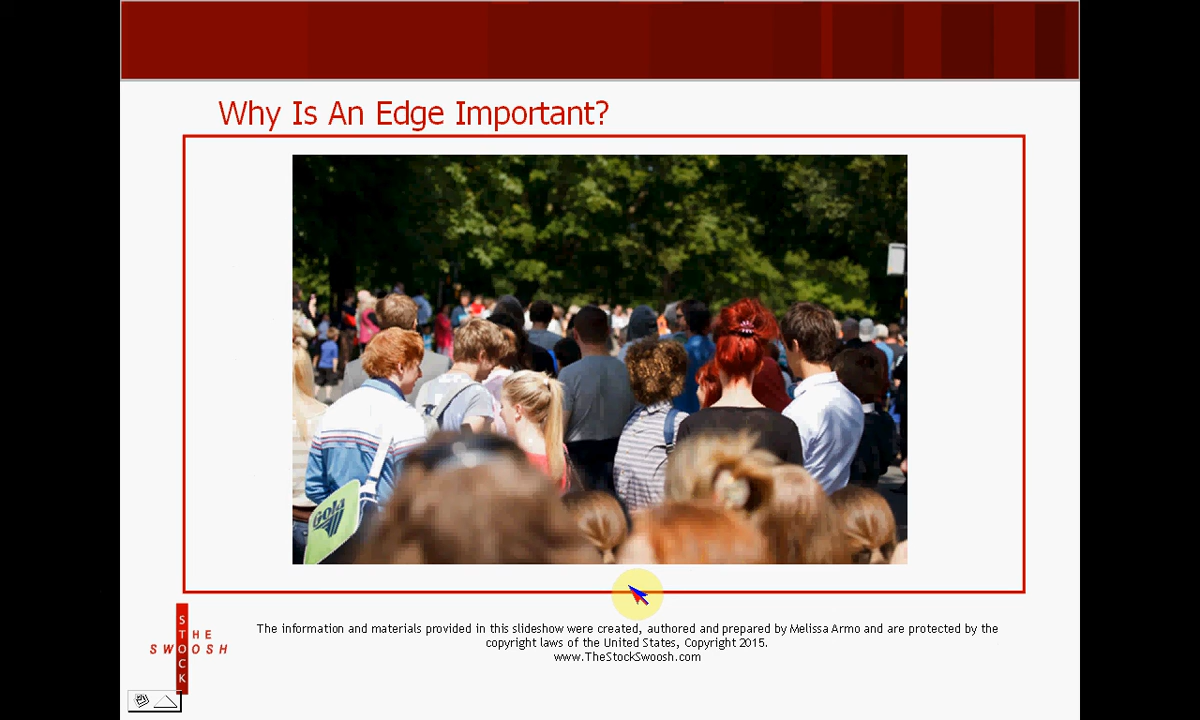 Why Is An Edge Important?
Gola
THE
STOCK
SWOOSH
The information and materials provided in this slideshow were created, authored and prepared by Melissa Armo and are protected by the
copyright laws of the United States, Copyright 2015.
www.TheStockSwoosh.com